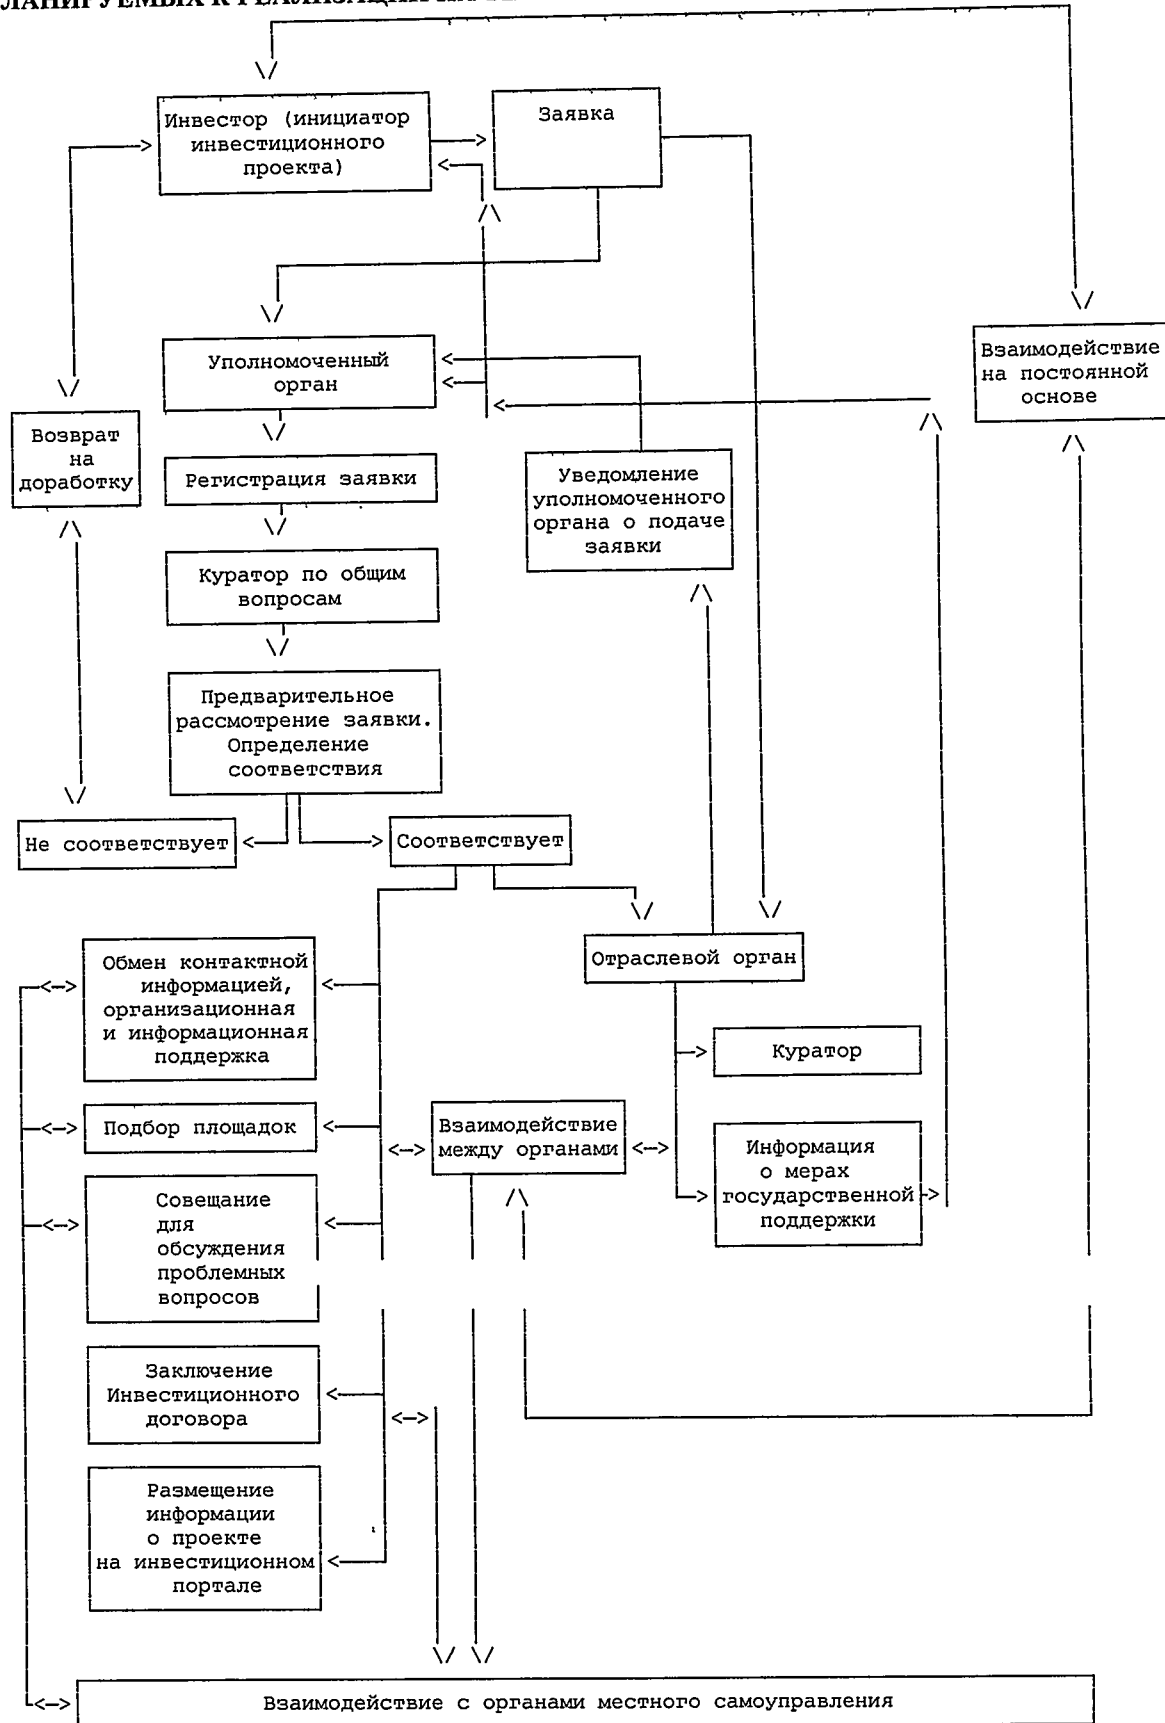 Инвестор (инициатор
инвестиционного
проекта)
Заявка
Уполномоченный
орган
Взаимодействие
на постоянной
основе
Возврат
на
доработку
Регистрация заявки
Уведомление
уполномоченного
органа о подаче
заявки
Куратор по общим
вопросам
Предварительное
рассмотрение заявки.
Определение
соответствия
Не соответствует
Соответствует
Обмен контактной
информацией,
организационная
и информационная
поддержка
Отраслевой орган
Куратор
Подбор площадок
Взаимодействие
между органами
Информация
о мерах
государственной
поддержки
Совещание
для
обсуждения
проблемных
вопросов
Заключение
Инвестиционного
договора
Размещение
информации
о проекте
на инвестиционном
портале
Взаимодействие с органами местного самоуправления